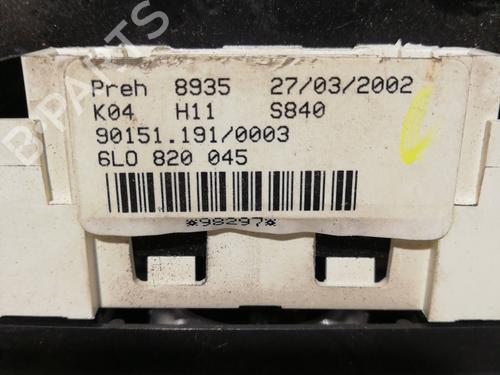 Preh 8935 27/03/2002
K04 H11 S840
90151.191/0003
6L0 820 045
*98297*
B-PARTS